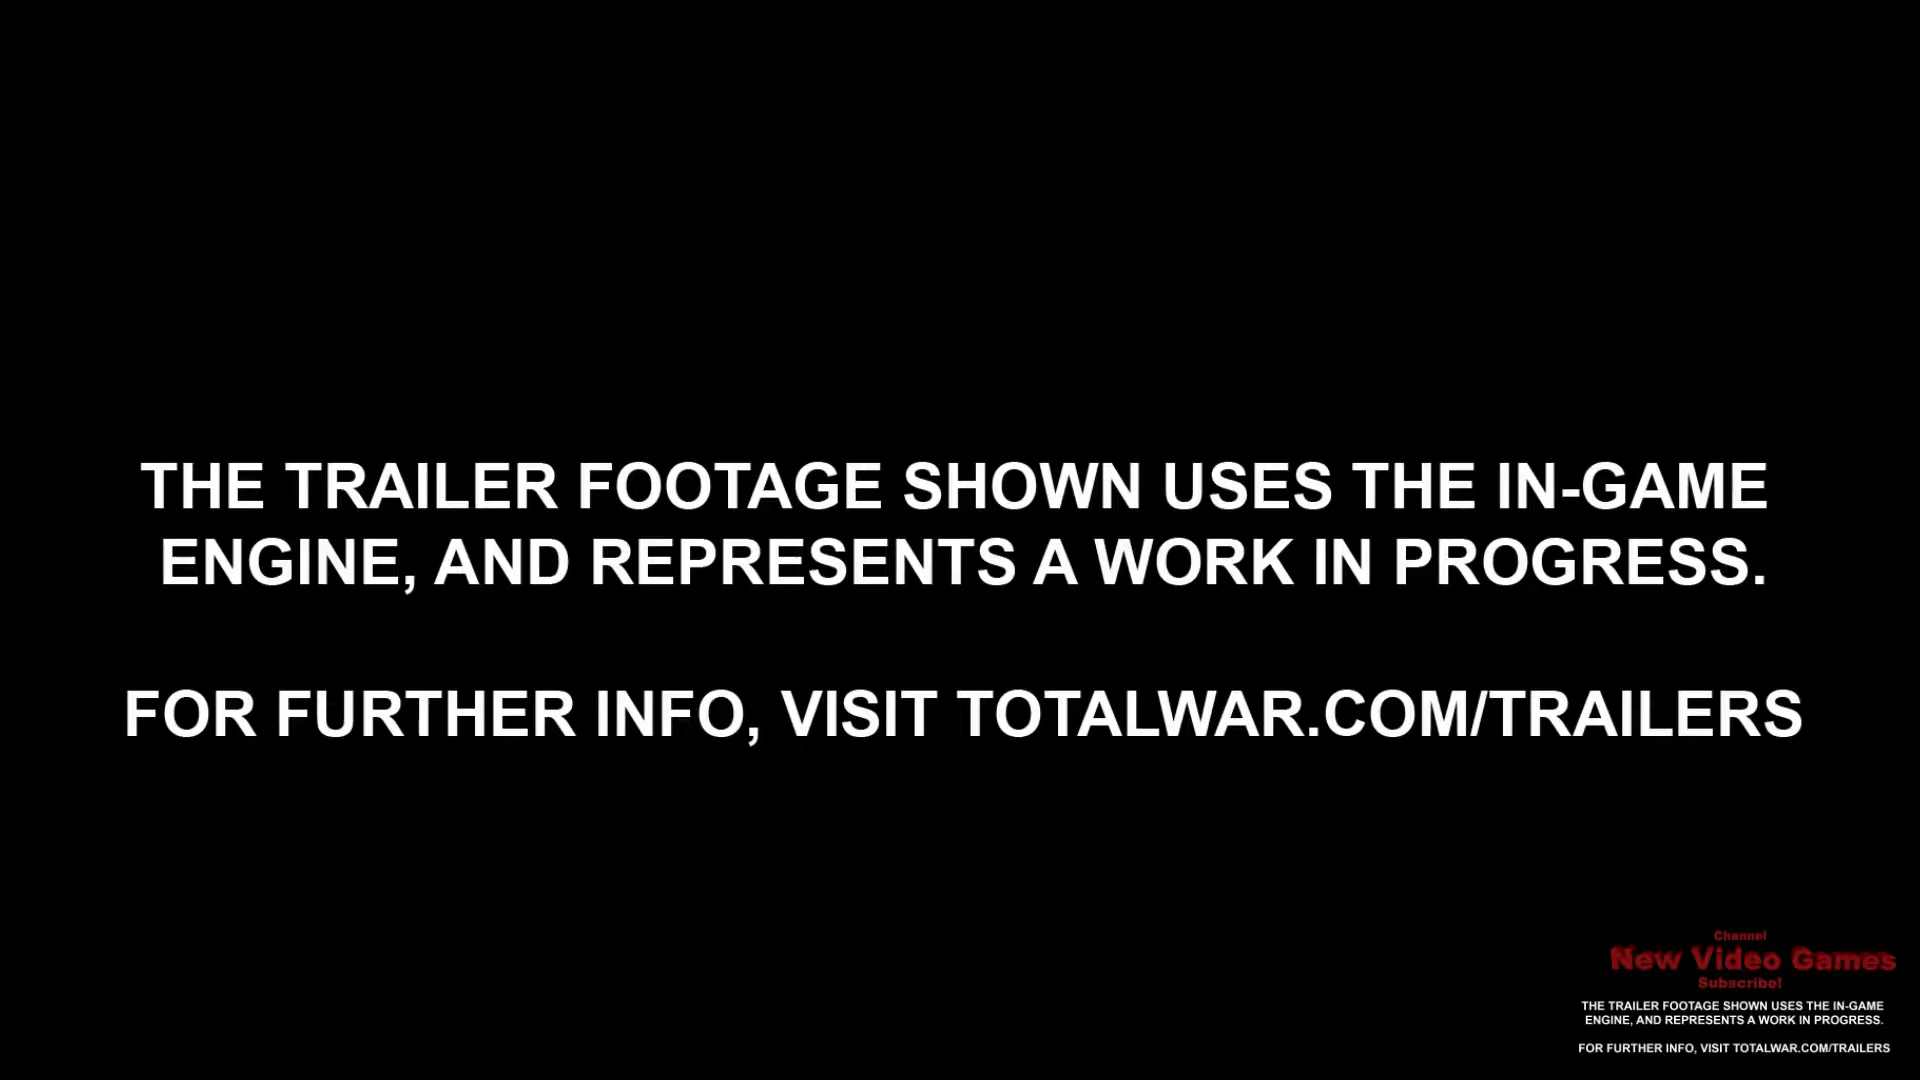 THE TRAILER FOOTAGE SHOWN USES THE IN-GAME
ENGINE, AND REPRESENTS A WORK IN PROGRESS.
FOR FURTHER INFO, VISIT TOTALWAR.COM/TRAILERS
Channel
New Video Games
Subscribe!
THE TRAILER FOOTAGE SHOWN USES THE IN-GAME
ENGINE, AND REPRESENTS A WORK IN PROGRESS.
FOR FURTHER INFO, VISIT TOTALWAR.COM/TRAILERS